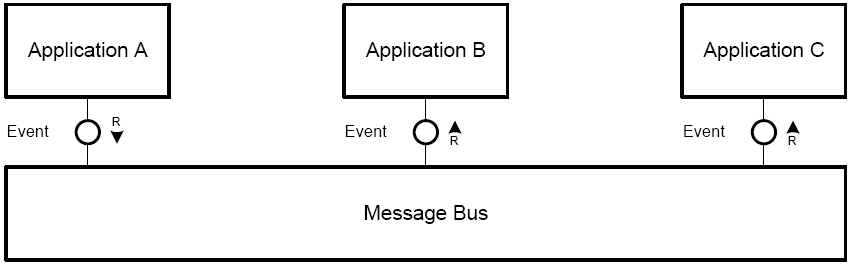 Application A
Application B
Application C
Event
R
Event
R
Event
R
Message Bus